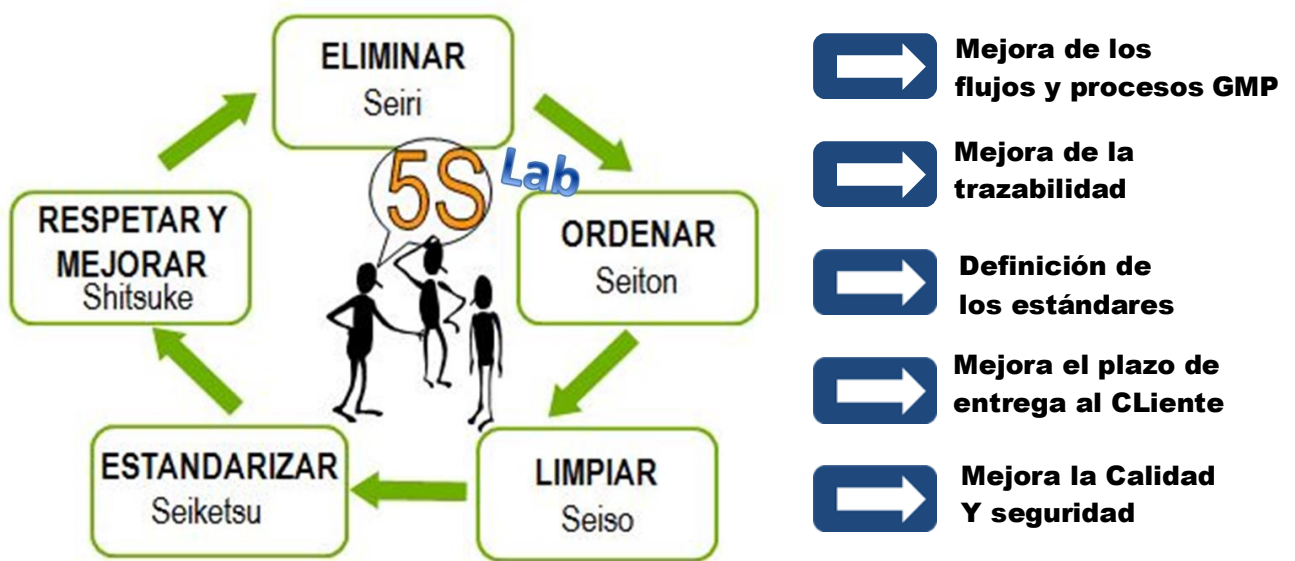 ELIMINAR
Seiri
5S Lab
ORDENAR
Seiton
LIMPIAR
Seiso
ESTANDARIZAR
Seiketsu
RESPETAR Y
MEJORAR
Shitsuke
Mejora de los
flujos y procesos GMP
Mejora de la
trazabilidad
Definición de
los estándares
Mejora el plazo de
entrega al CLiente
Mejora la Calidad
Y seguridad